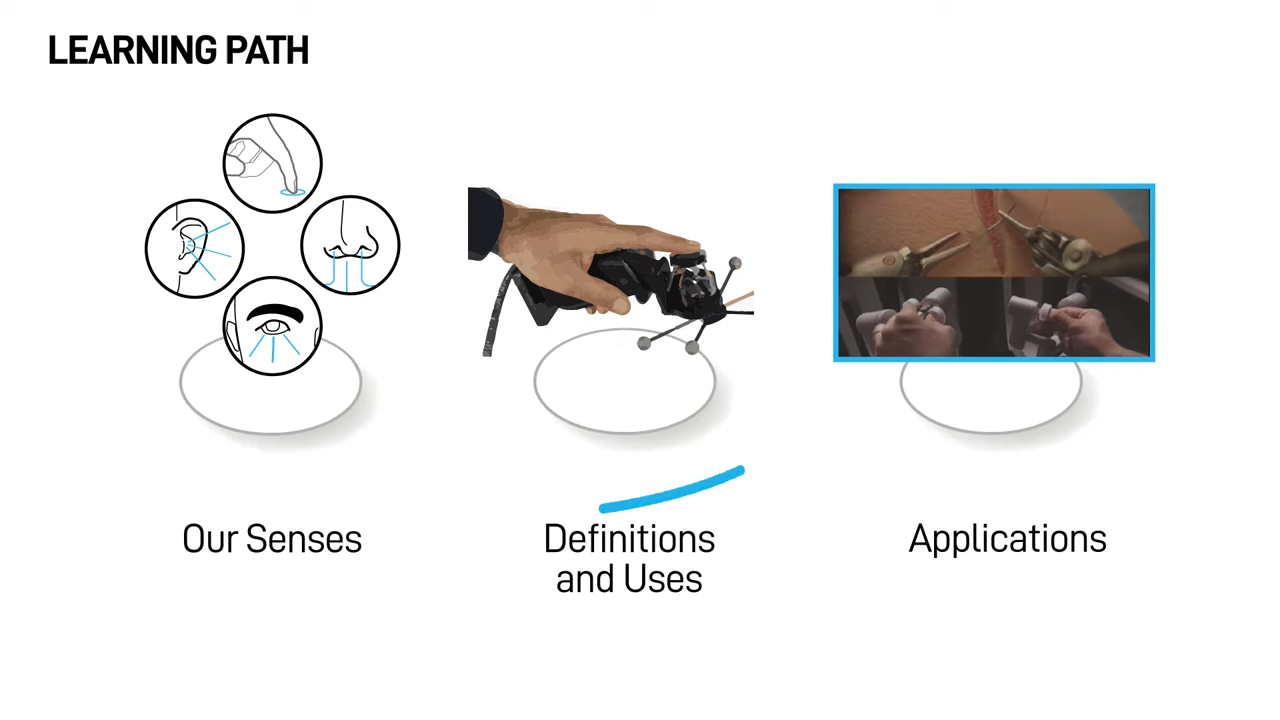 LEARNING PATH
Our Senses
Definitions
and Uses
Applications